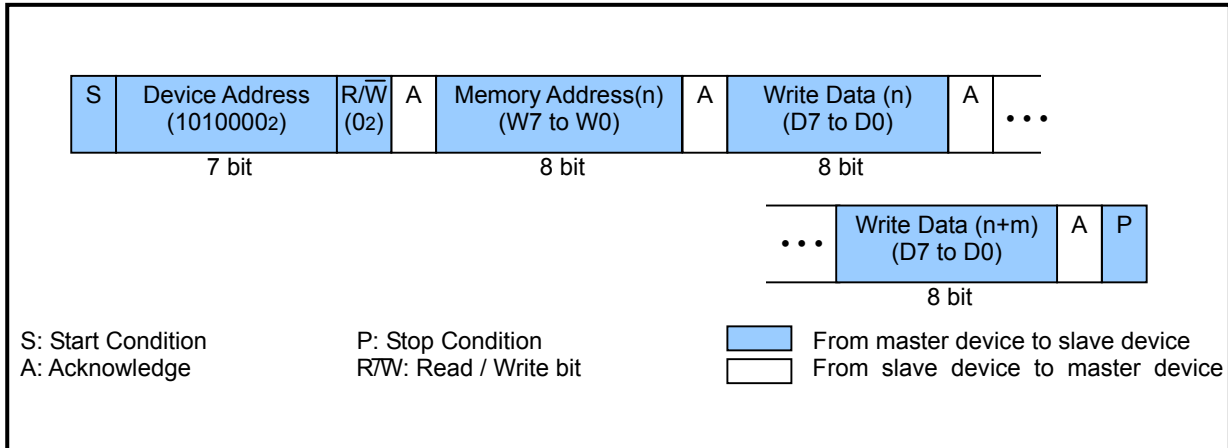 S Device Address R/W̅ A Memory Address(n) A Write Data (n) A
(1010000₂) (0₂) (W7 to W0) (D7 to D0) • • •
7 bit 8 bit 8 bit
Write Data (n+m) A P
• • • (D7 to D0)
8 bit
S: Start Condition P: Stop Condition From master device to slave device
A: Acknowledge R/W̅: Read / Write bit From slave device to master device